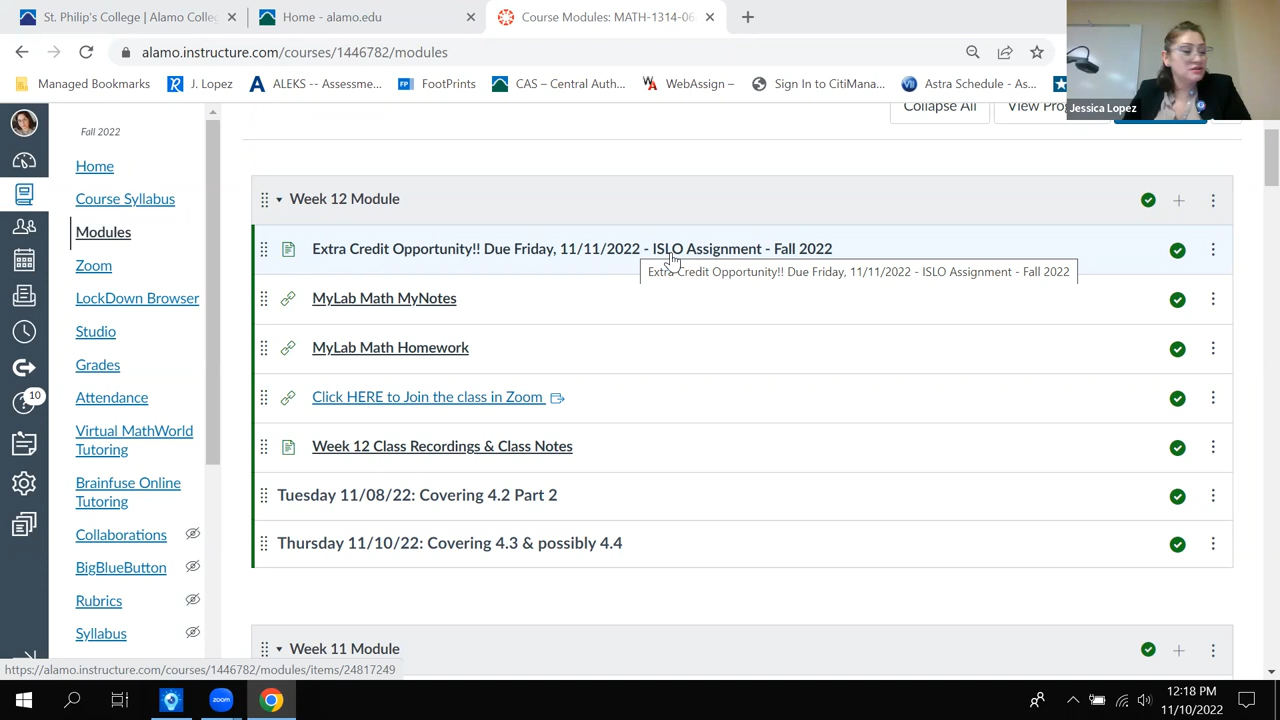 St. Philip's College | Alamo Colle
Home - alamo.edu
Course Modules: MATH-1314-06
alamo.instructure.com/courses/1446782/modules
Managed Bookmarks
J. Lopez
ALEKS -- Assessme...
FootPrints
CAS – Central Auth...
WebAssign –
Sign In to CitiMana...
Astra Schedule - As...
Jessica Lopez
Fall 2022
Home
Course Syllabus
Modules
Zoom
LockDown Browser
Studio
Grades
Attendance
Virtual MathWorld
Tutoring
Brainfuse Online
Tutoring
Collaborations
BigBlueButton
Rubrics
Syllabus
10
Collapse All
View Pro
Week 12 Module
Extra Credit Opportunity!! Due Friday, 11/11/2022 - ISLO Assignment - Fall 2022
Extra Credit Opportunity!! Due Friday, 11/11/2022 - ISLO Assignment - Fall 2022
MyLab Math MyNotes
MyLab Math Homework
Click HERE to Join the class in Zoom
Week 12 Class Recordings & Class Notes
Tuesday 11/08/22: Covering 4.2 Part 2
Thursday 11/10/22: Covering 4.3 & possibly 4.4
Week 11 Module
https://alamo.instructure.com/courses/1446782/modules/items/24817249
zoom
12:18 PM
11/10/2022